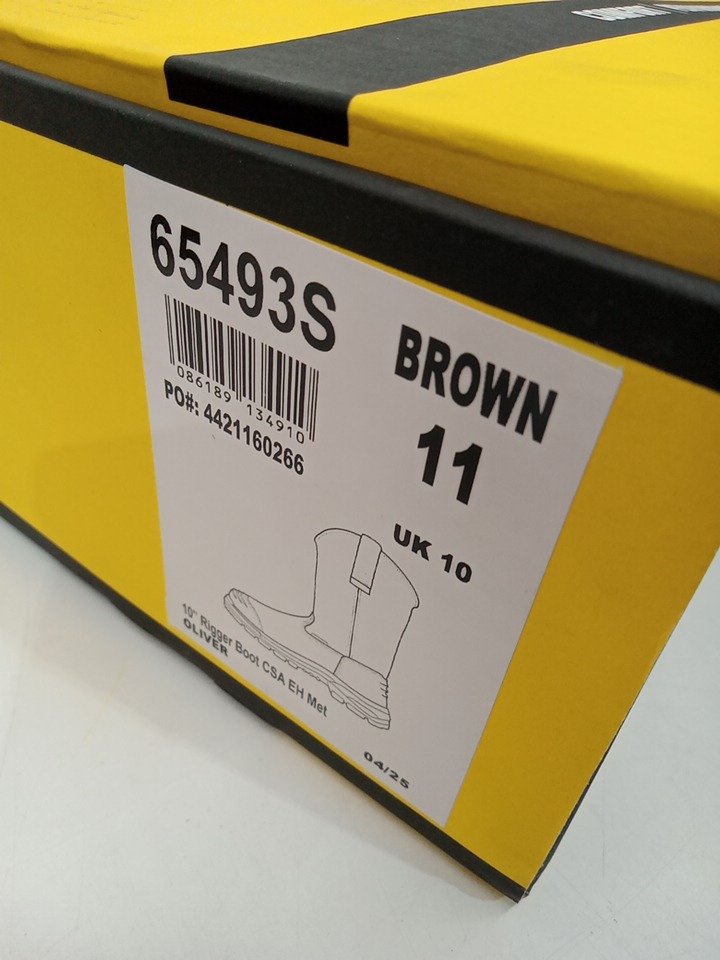 65493S
086189 134910
PO#: 4421160266
BROWN
11
UK 10
10" Rigger Boot CSA EH Met
OLIVER
04/25